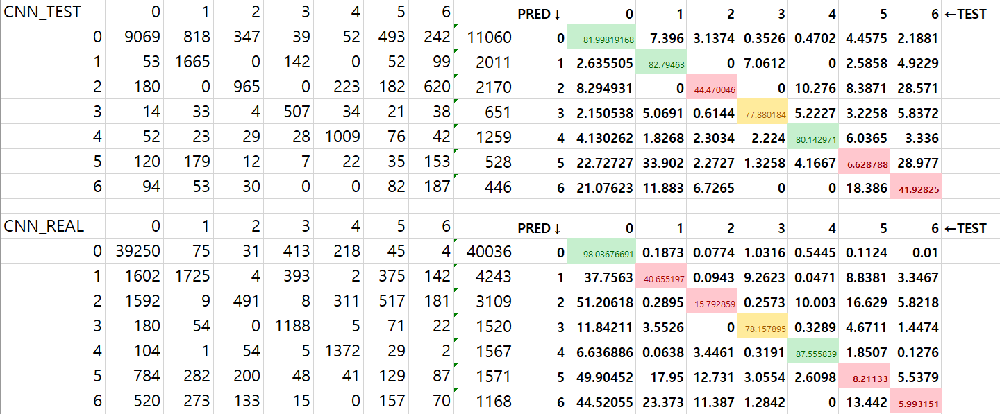 CNN_TEST 0 1 2 3 4 5 6 PRED↓ 0 1 2 3 4 5 6 ←TEST
0 9069 818 347 39 52 493 242 11060 0 81.99819168 7.396 3.1374 0.3526 0.4702 4.4575 2.1881
1 53 1665 0 142 0 52 99 2011 1 2.635505 82.79463 0 7.0612 0 2.5858 4.9229
2 180 0 965 0 223 182 620 2170 2 8.294931 0 44.470046 0 10.276 8.3871 28.571
3 14 33 4 507 34 21 38 651 3 2.150538 5.0691 0.6144 77.880184 5.2227 3.2258 5.8372
4 52 23 29 28 1009 76 42 1259 4 4.130262 1.8268 2.3034 2.224 80.142971 6.0365 3.336
5 120 179 12 7 22 35 153 528 5 22.72727 33.902 2.2727 1.3258 4.1667 6.628788 28.977
6 94 53 30 0 0 82 187 446 6 21.07623 11.883 6.7265 0 0 18.386 41.92825
CNN_REAL 0 1 2 3 4 5 6 PRED↓ 0 1 2 3 4 5 6 ←TEST
0 39250 75 31 413 218 45 4 40036 0 98.03676691 0.1873 0.0774 1.0316 0.5445 0.1124 0.01
1 1602 1725 4 393 2 375 142 4243 1 37.7563 40.655197 0.0943 9.2623 0.0471 8.8381 3.3467
2 1592 9 491 8 311 517 181 3109 2 51.20618 0.2895 15.792859 0.2573 10.003 16.629 5.8218
3 180 54 0 1188 5 71 22 1520 3 11.84211 3.5526 0 78.157895 0.3289 4.6711 1.4474
4 104 1 54 5 1372 29 2 1567 4 6.636886 0.0638 3.4461 0.3191 87.555839 1.8507 0.1276
5 784 282 200 48 41 129 87 1571 5 49.90452 17.95 12.731 3.0554 2.6098 8.21133 5.5379
6 520 273 133 15 0 157 70 1168 6 44.52055 23.373 11.387 1.2842 0 13.442 5.993151